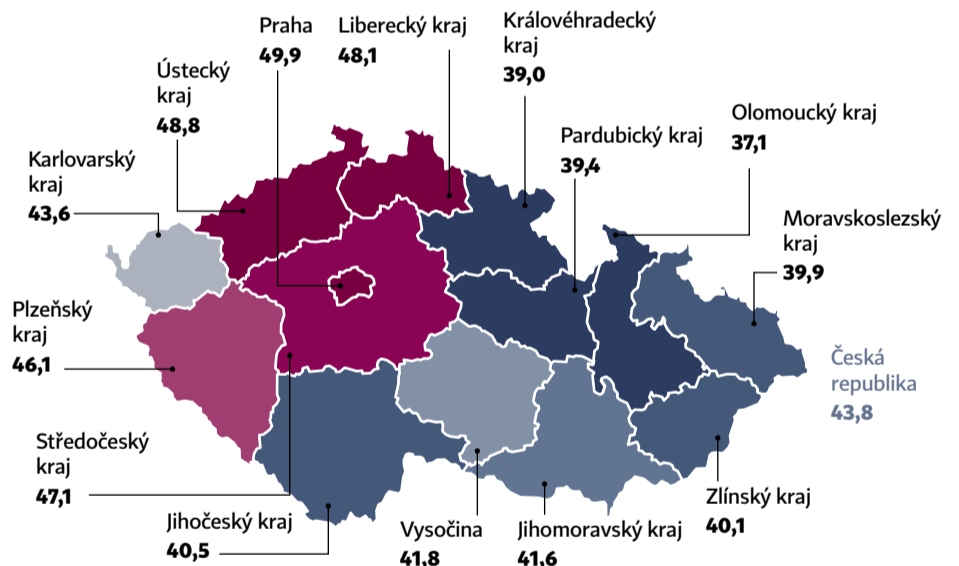 Praha
49,9
Liberecký kraj
48,1
Královéhradecký
kraj
39,0
Ústecký
kraj
48,8
Olomoucký kraj
37,1
Pardubický kraj
39,4
Karlovarský
kraj
43,6
Moravskoslezský
kraj
39,9
Plzeňský
kraj
46,1
Česká
republika
43,8
Středočeský
kraj
47,1
Jihočeský kraj
40,5
Vysočina
41,8
Jihomoravský kraj
41,6
Zlínský kraj
40,1